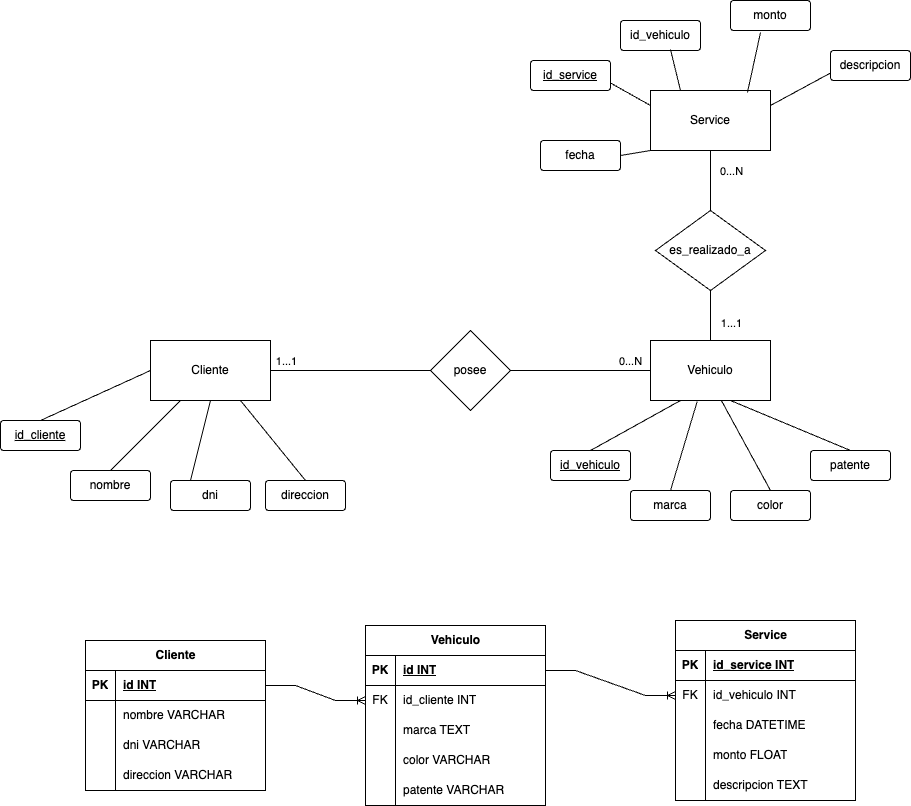 monto
id_vehiculo
descripcion
id_service
Service
fecha
0...N
es_realizado_a
1...1
Cliente
1...1
posee
0...N
Vehiculo
id_cliente
nombre
dni
direccion
id_vehiculo
patente
marca
color
Cliente
PK id INT
nombre VARCHAR
dni VARCHAR
direccion VARCHAR
Vehiculo
PK id INT
FK id_cliente INT
marca TEXT
color VARCHAR
patente VARCHAR
Service
PK id_service INT
FK id_vehiculo INT
fecha DATETIME
monto FLOAT
descripcion TEXT